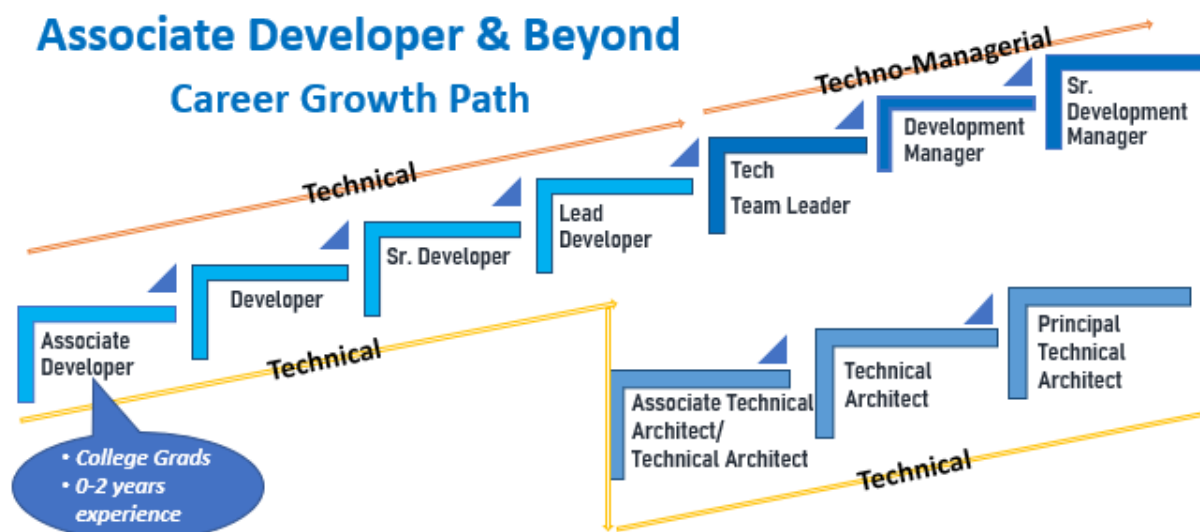 Associate Developer & Beyond
Career Growth Path
Techno-Managerial
Sr.
Development
Manager
Development
Manager
Tech
Team Leader
Technical
Lead
Developer
Sr. Developer
Developer
Associate
Developer
• College Grads
• 0-2 years
experience
Technical
Associate Technical
Architect/
Technical Architect
Technical
Architect
Principal
Technical
Architect
Technical